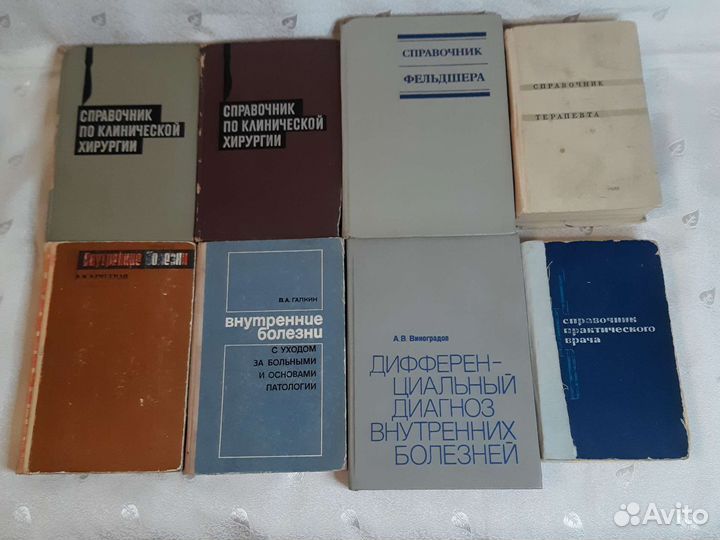 СПРАВОЧНИК
ПО КЛИНИЧЕСКОЙ
ХИРУРГИИ
СПРАВОЧНИК
ПО КЛИНИЧЕСКОЙ
ХИРУРГИИ
СПРАВОЧНИК
ФЕЛЬДШЕРА
СПРАВОЧНИК
ТЕРАПЕВТА
Внутренние болезни
В.А. ГАЛКИН
внутренние
болезни
С УХОДОМ
ЗА БОЛЬНЫМИ
И ОСНОВАМИ
ПАТОЛОГИИ
А.В. Виноградов
ДИФФЕРЕН-
ЦИАЛЬНЫЙ
ДИАГНОЗ
ВНУТРЕННИХ
БОЛЕЗНЕЙ
справочник
практического
врача
Avito